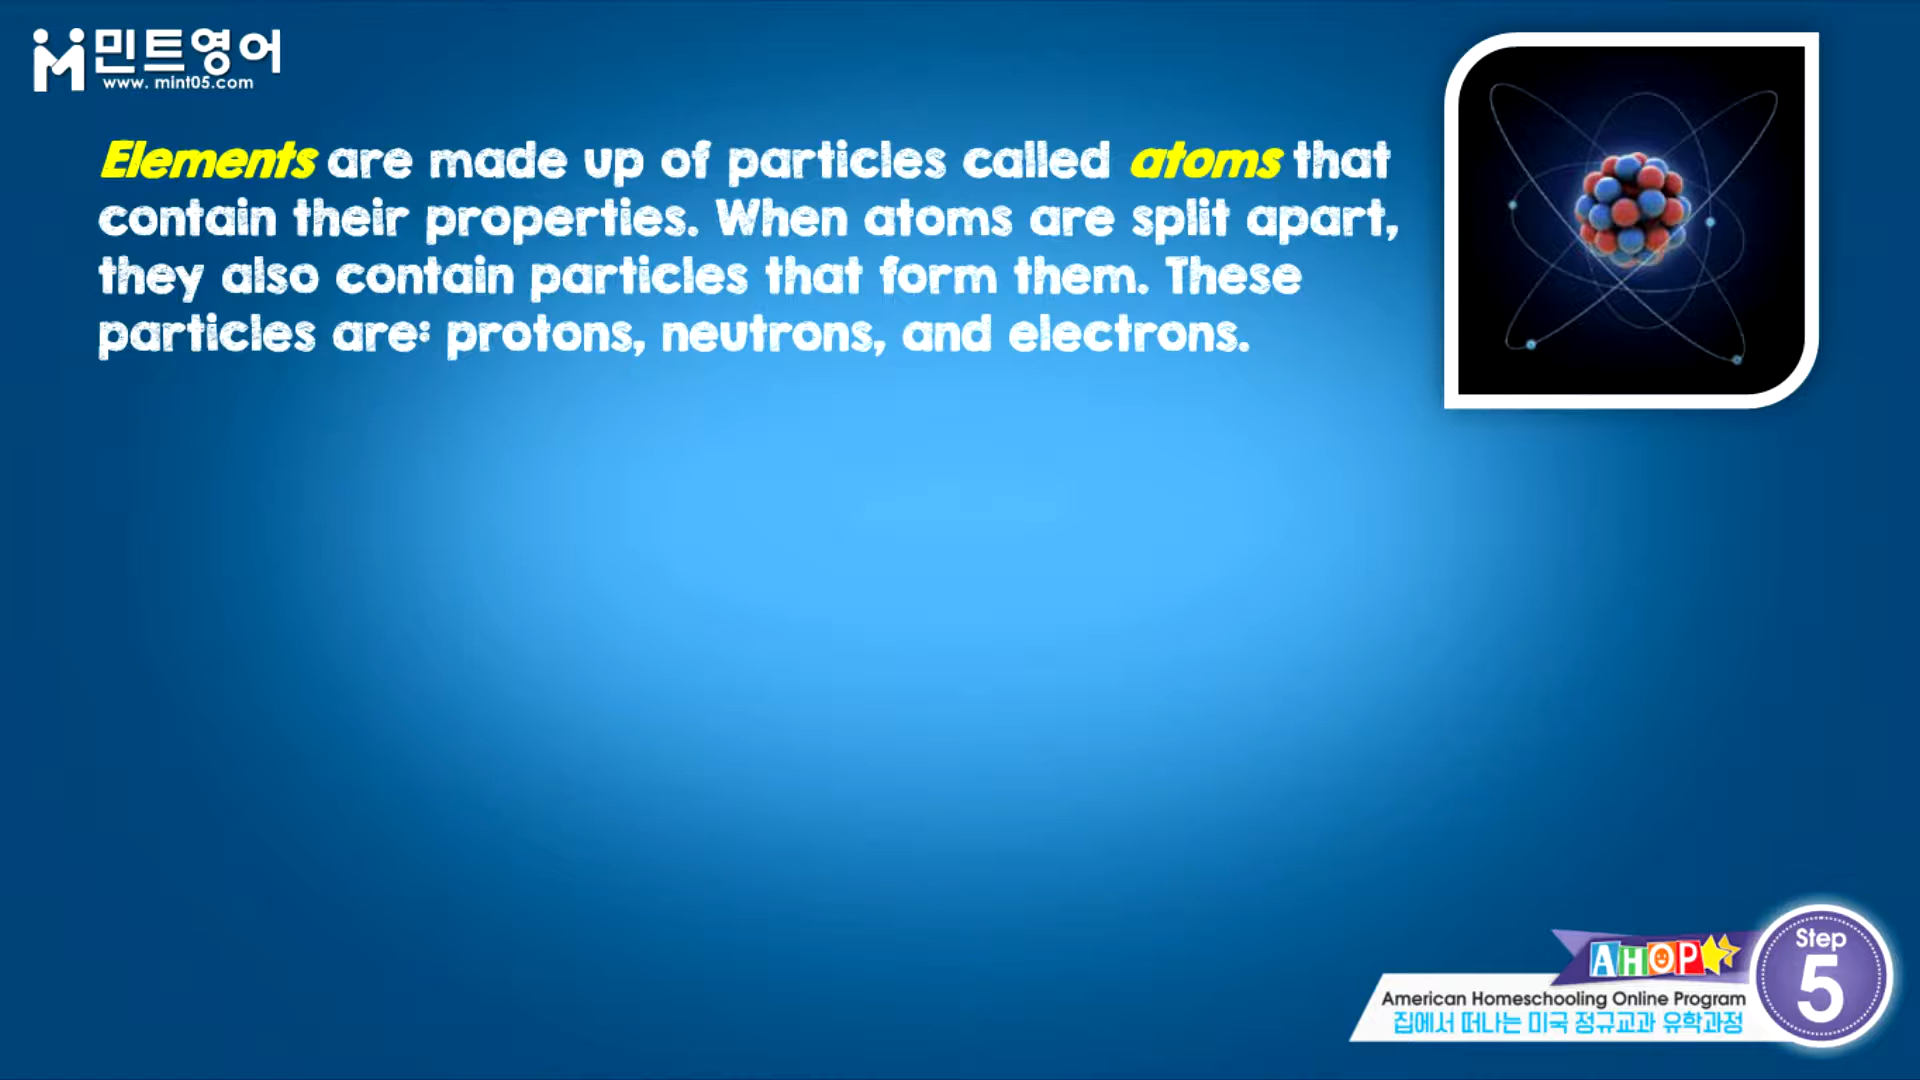 민트영어
www. mint05.com
Elements are made up of particles called atoms that
contain their properties. When atoms are split apart,
they also contain particles that form them. These
particles are: protons, neutrons, and electrons.
AHOP
Step
5
American Homeschooling Online Program
집에서 떠나는 미국 정규교과 유학과정